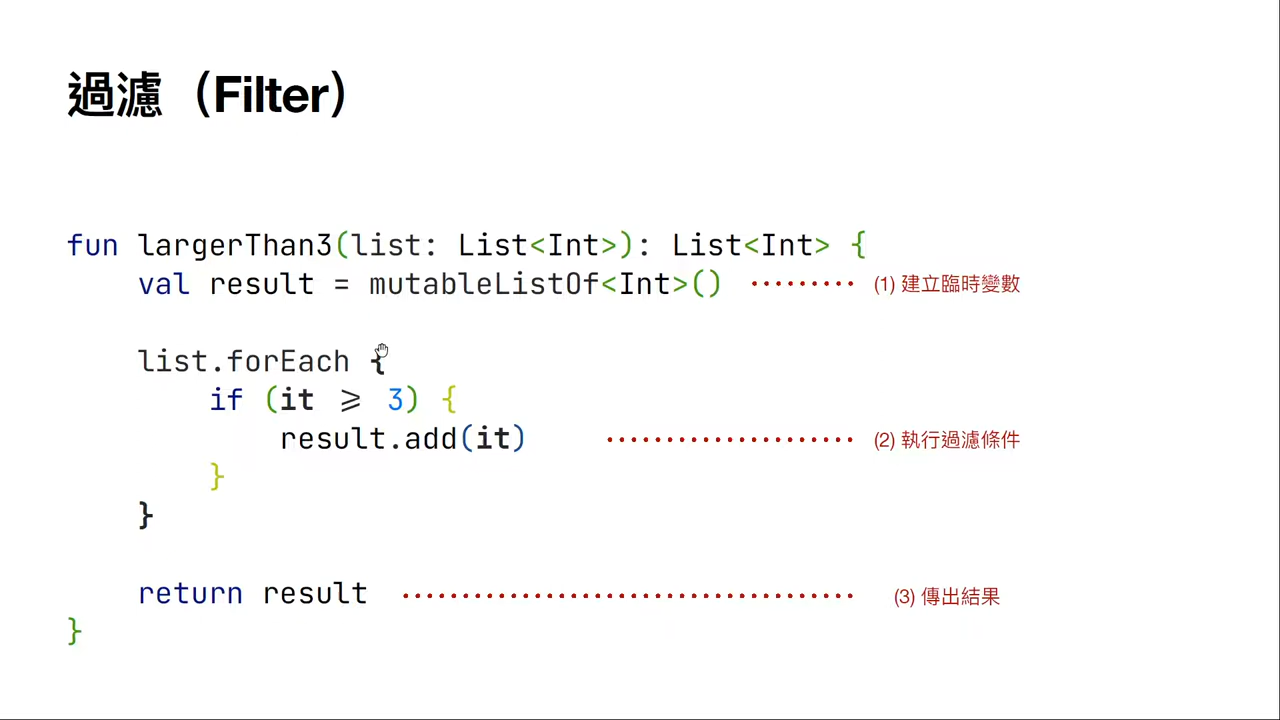 過濾（Filter）
fun largerThan3(list: List<Int>): List<Int> {
val result = mutableListOf<Int>() (1) 建立臨時變數
list.forEach {
if (it ≥ 3) {
result.add(it) (2) 執行過濾條件
}
}
return result (3) 傳出結果
}